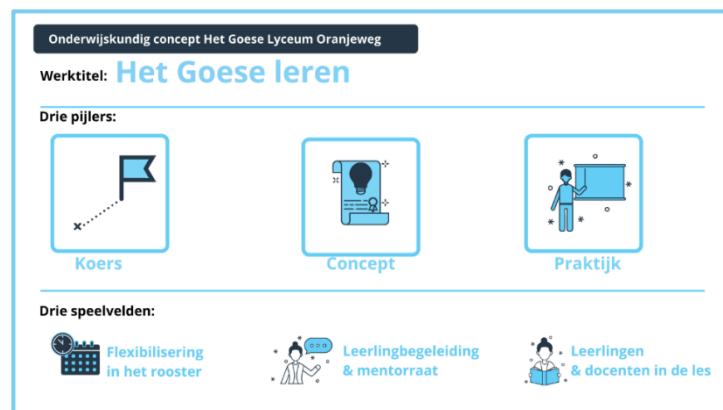 Onderwijskundig concept Het Goese Lyceum Oranjeweg
Werktitel: Het Goese leren
Drie pijlers:
Koers
Concept
Praktijk
Drie speelvelden:
Flexibilisering
in het rooster
Leerlingbegeleiding
& mentorraat
Leerlingen
& docenten in de les